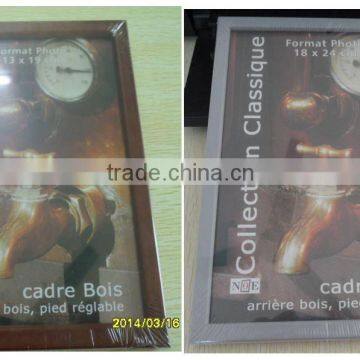 Format Photo
13 x 19 c
cadre Bois
bois, pied réglable
2014/03/16
Collection Classique
Format Phot
18 x 24 c
cadre
arrière bois, pied
trade.china.cn